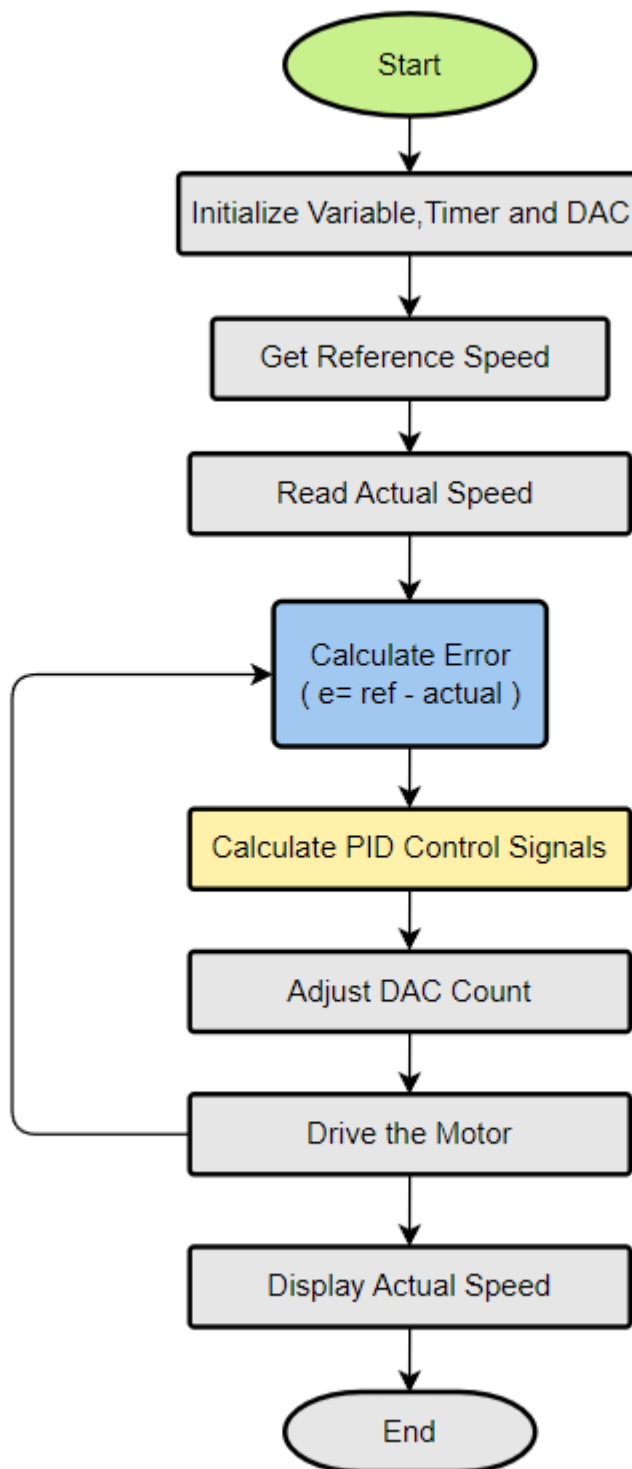 Start
Initialize Variable,Timer and DAC
Get Reference Speed
Read Actual Speed
Calculate Error
( e= ref - actual )
Calculate PID Control Signals
Adjust DAC Count
Drive the Motor
Display Actual Speed
End